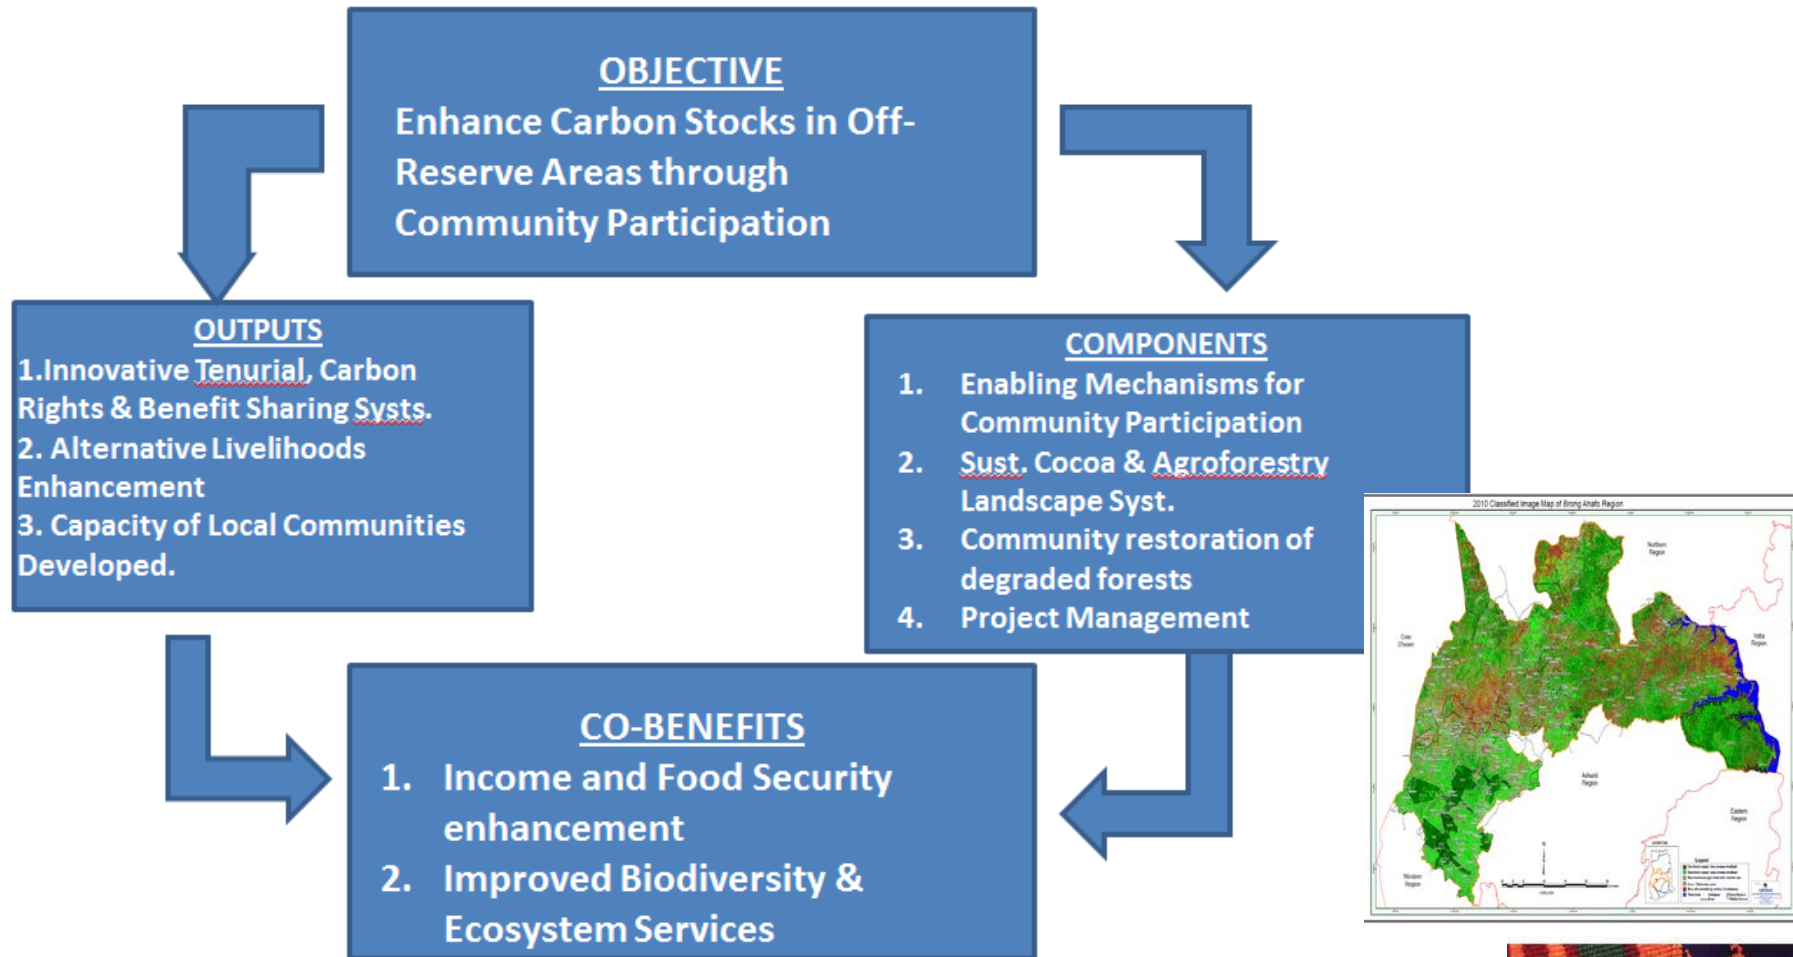 OBJECTIVE
Enhance Carbon Stocks in Off-
Reserve Areas through
Community Participation
OUTPUTS
1.Innovative Tenurial, Carbon
Rights & Benefit Sharing Systs.
2. Alternative Livelihoods
Enhancement
3. Capacity of Local Communities
Developed.
COMPONENTS
1. Enabling Mechanisms for
Community Participation
2. Sust. Cocoa & Agroforestry
Landscape Syst.
3. Community restoration of
degraded forests
4. Project Management
CO-BENEFITS
1. Income and Food Security
enhancement
2. Improved Biodiversity &
Ecosystem Services
2010 Classified Image Map of Brong Ahafo Region
Northern
Region
Volta
Region
Ashanti
Region
Eastern
Region
Western
Region
Legend